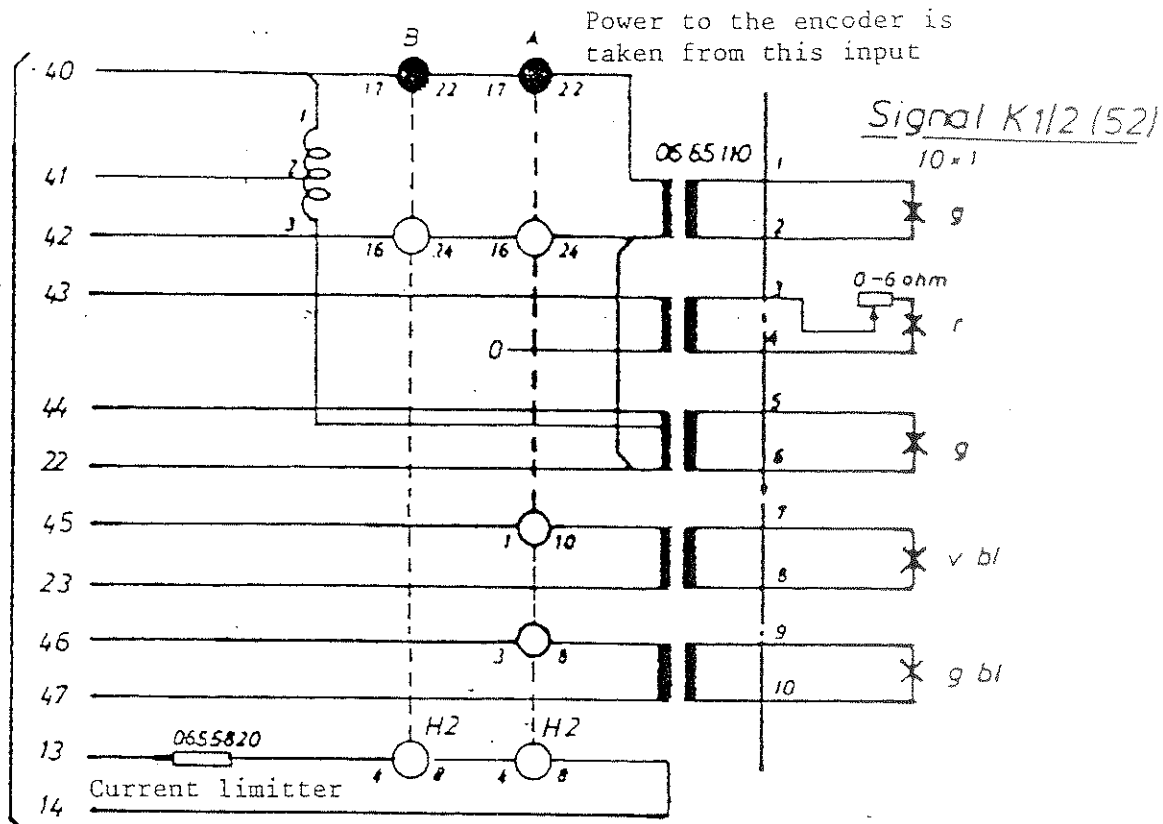 Power to the encoder is
taken from this input
B A
40 17 22 17 22
Signal K1/2 (52)
10×1
1 0665110 1
41 2 g
2
42 3 16 24 16 24
43 3 0-6 ohm
r
0 4
44 5
g
22 6
45 1 10 7
v bl
23 8
46 3 8 9
g bl
47 10
H2 H2
13 0655820 4 8 4 8
Current limitter
14